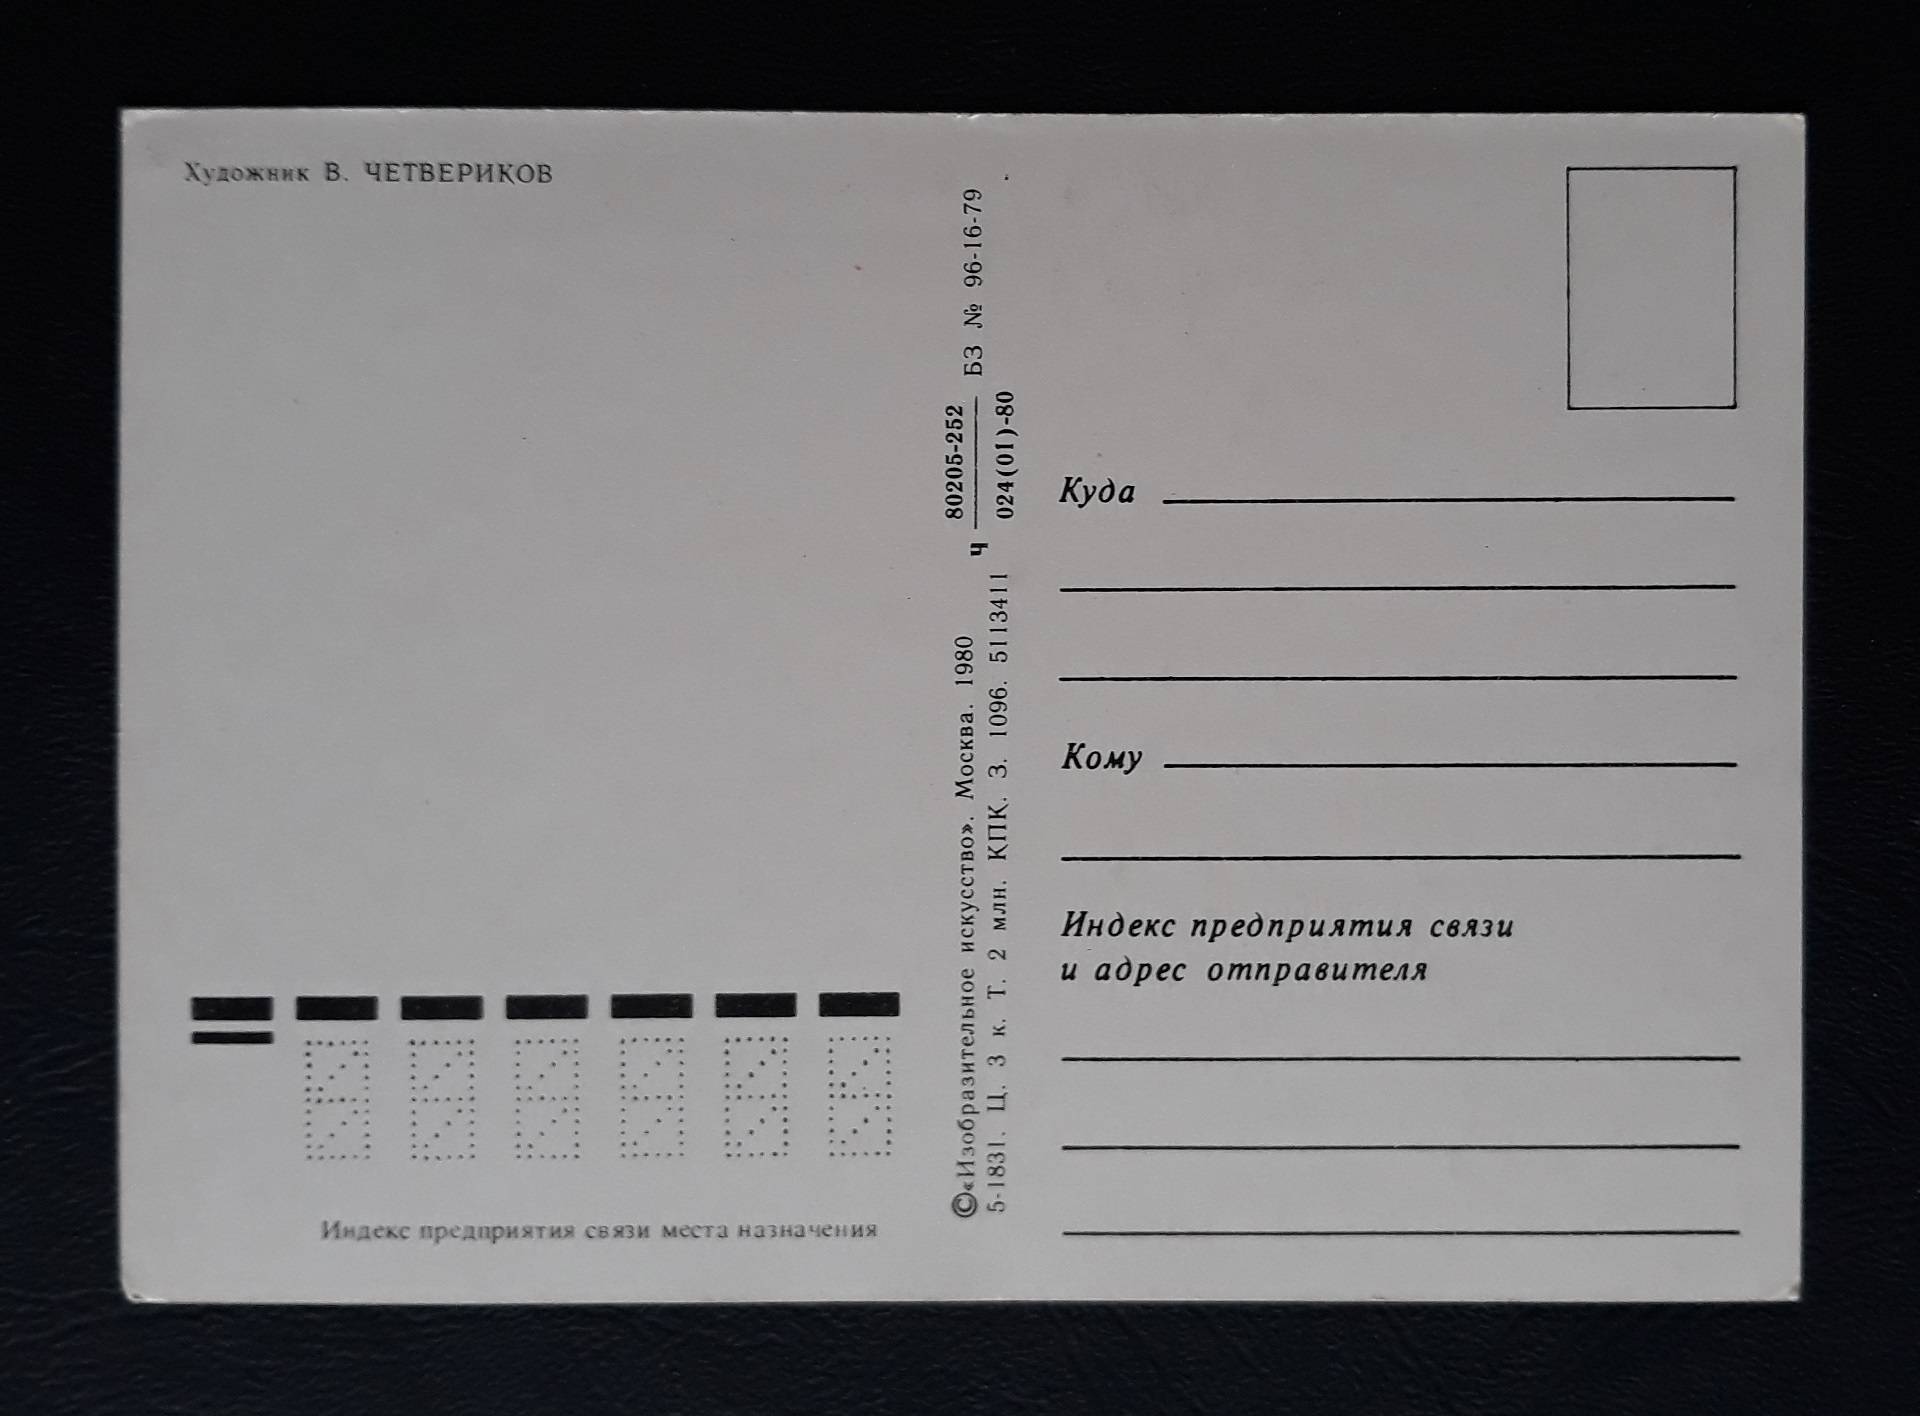 Художник В. ЧЕТВЕРИКОВ
Индекс предприятия связи места назначения
©«Изобразительное искусство». Москва. 1980
5-1831. Ц. 3 к. Т. 2 млн. КПК. З. 1096. 5113411
Ч 80205-252
024(01)-80
БЗ № 96-16-79
Куда
Кому
Индекс предприятия связи
и адрес отправителя